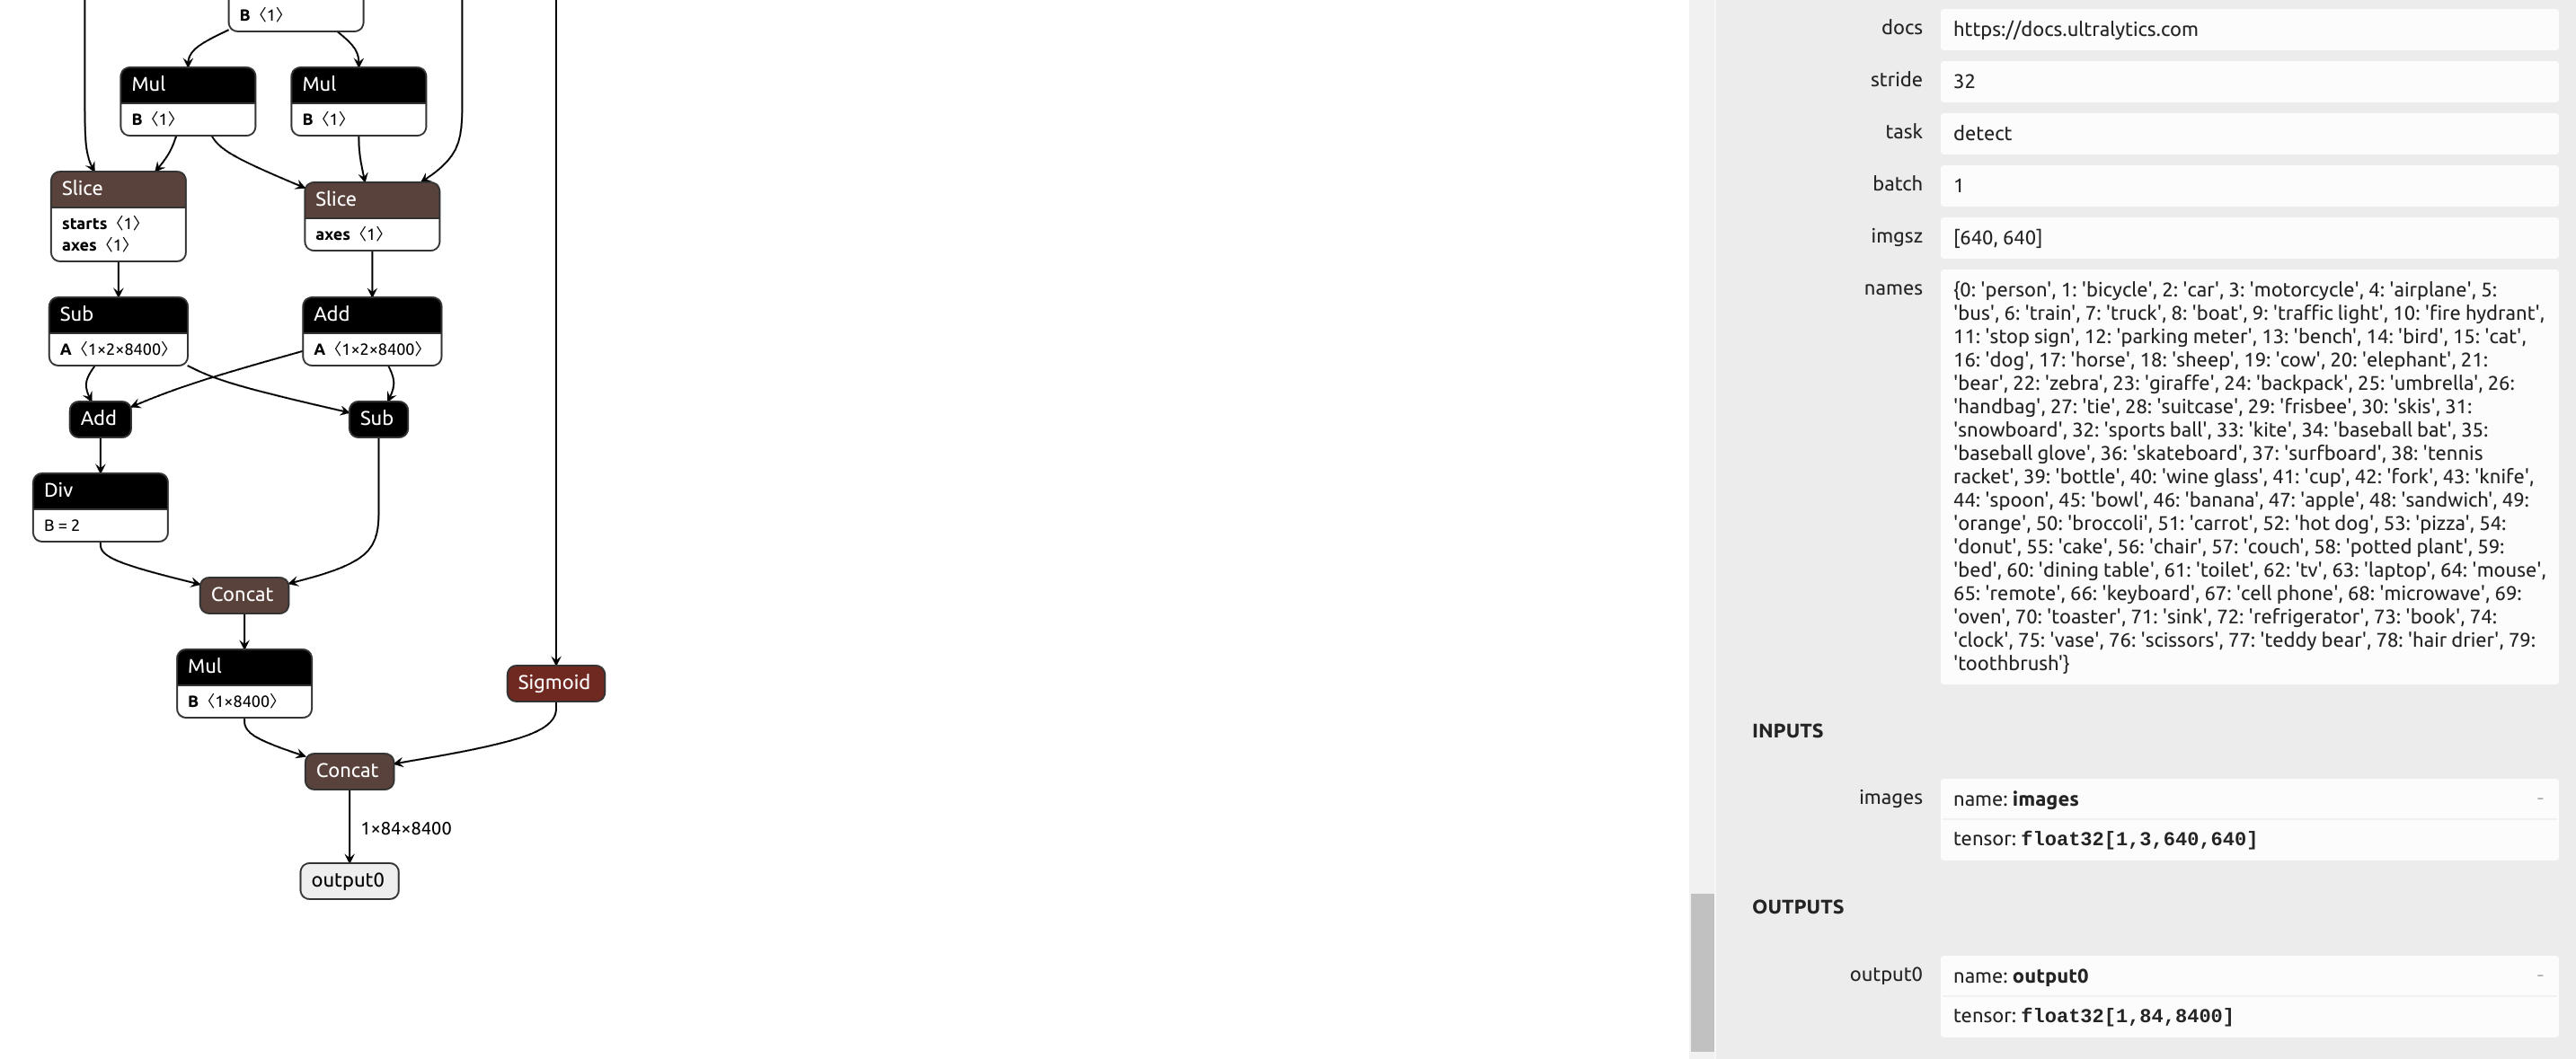 B 〈1〉
Mul
B 〈1〉
Mul
B 〈1〉
Slice
starts 〈1〉
axes 〈1〉
Slice
axes 〈1〉
Sub
A 〈1×2×8400〉
Add
A 〈1×2×8400〉
Add
Sub
Div
B = 2
Concat
Mul
B 〈1×8400〉
Sigmoid
Concat
1×84×8400
output0
docs
https://docs.ultralytics.com
stride
32
task
detect
batch
1
imgsz
[640, 640]
names
{0: 'person', 1: 'bicycle', 2: 'car', 3: 'motorcycle', 4: 'airplane', 5:
'bus', 6: 'train', 7: 'truck', 8: 'boat', 9: 'traffic light', 10: 'fire hydrant',
11: 'stop sign', 12: 'parking meter', 13: 'bench', 14: 'bird', 15: 'cat',
16: 'dog', 17: 'horse', 18: 'sheep', 19: 'cow', 20: 'elephant', 21:
'bear', 22: 'zebra', 23: 'giraffe', 24: 'backpack', 25: 'umbrella', 26:
'handbag', 27: 'tie', 28: 'suitcase', 29: 'frisbee', 30: 'skis', 31:
'snowboard', 32: 'sports ball', 33: 'kite', 34: 'baseball bat', 35:
'baseball glove', 36: 'skateboard', 37: 'surfboard', 38: 'tennis
racket', 39: 'bottle', 40: 'wine glass', 41: 'cup', 42: 'fork', 43: 'knife',
44: 'spoon', 45: 'bowl', 46: 'banana', 47: 'apple', 48: 'sandwich', 49:
'orange', 50: 'broccoli', 51: 'carrot', 52: 'hot dog', 53: 'pizza', 54:
'donut', 55: 'cake', 56: 'chair', 57: 'couch', 58: 'potted plant', 59:
'bed', 60: 'dining table', 61: 'toilet', 62: 'tv', 63: 'laptop', 64: 'mouse',
65: 'remote', 66: 'keyboard', 67: 'cell phone', 68: 'microwave', 69:
'oven', 70: 'toaster', 71: 'sink', 72: 'refrigerator', 73: 'book', 74:
'clock', 75: 'vase', 76: 'scissors', 77: 'teddy bear', 78: 'hair drier', 79:
'toothbrush'}
INPUTS
images
name: images
-
tensor: float32[1,3,640,640]
OUTPUTS
output0
name: output0
-
tensor: float32[1,84,8400]